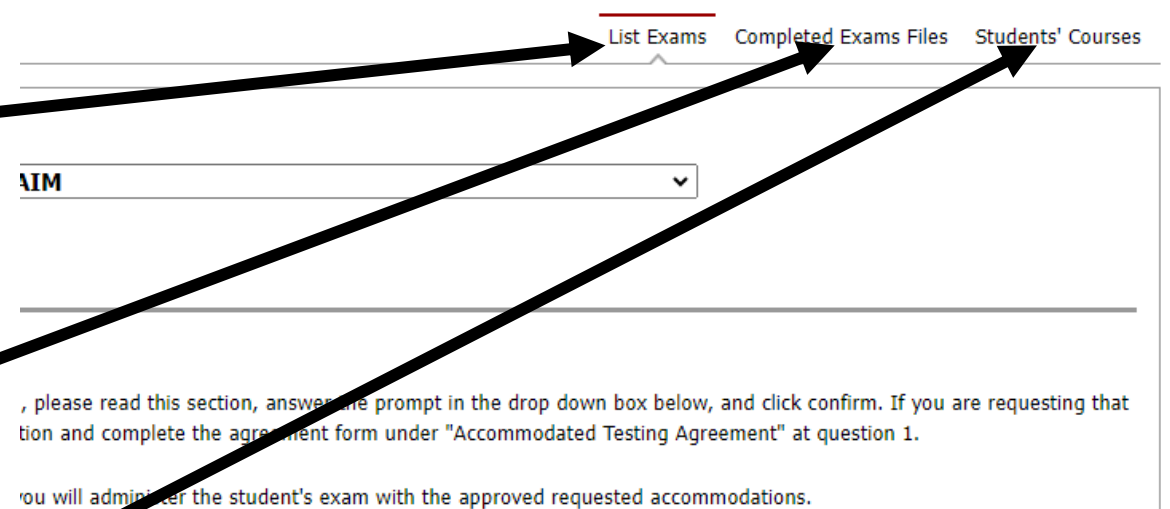 List Exams Completed Exams Files Students' Courses
AIM
, please read this section, answer the prompt in the drop down box below, and click confirm. If you are requesting that
tion and complete the agreement form under "Accommodated Testing Agreement" at question 1.
you will administer the student's exam with the approved requested accommodations.